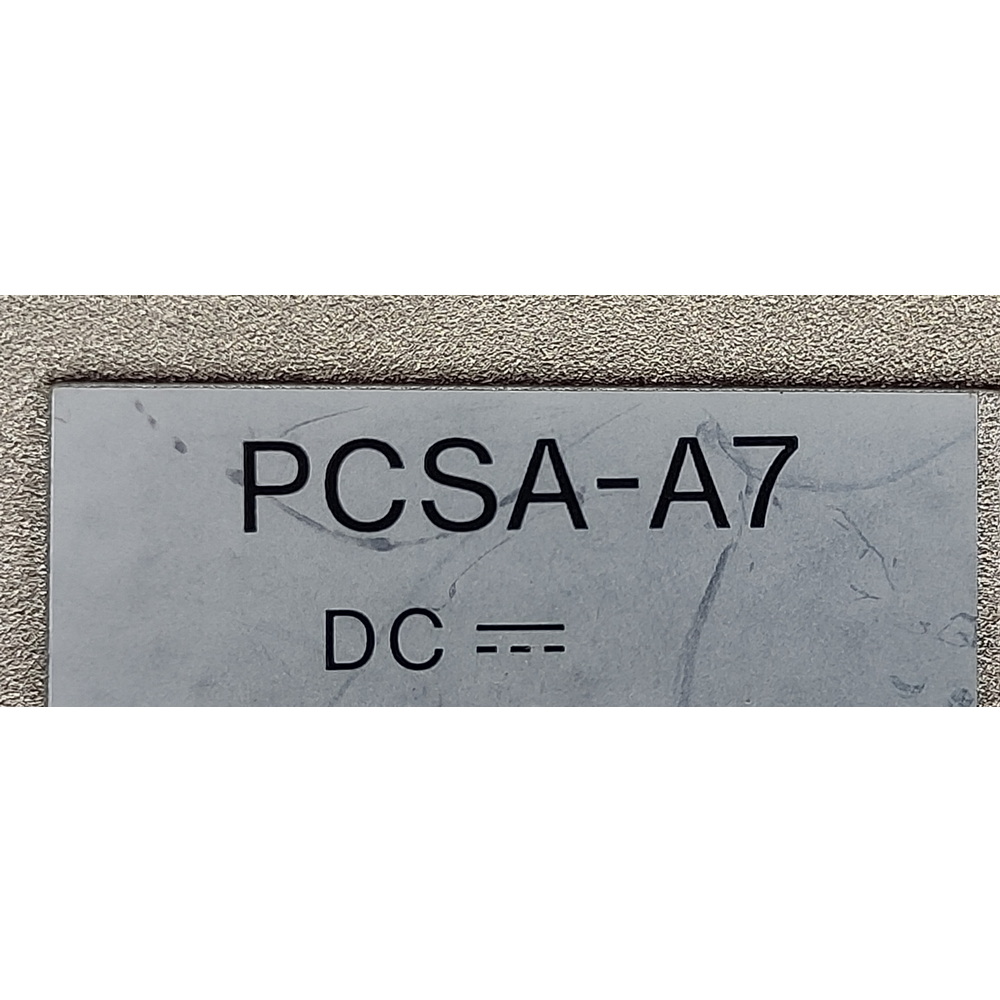 PCSA-A7
DC ⎓